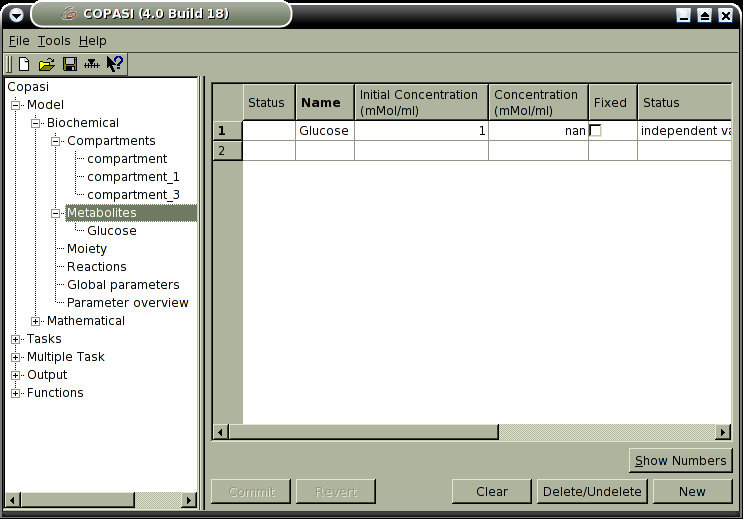 COPASI (4.0 Build 18)
File Tools Help
Copasi
Model
Biochemical
Compartments
compartment
compartment_1
compartment_3
Metabolites
Glucose
Moiety
Reactions
Global parameters
Parameter overview
Mathematical
Tasks
Multiple Task
Output
Functions
Status Name Initial Concentration (mMol/ml) Concentration (mMol/ml) Fixed Status
1 Glucose 1 nan independent va
2
Show Numbers
Commit Revert Clear Delete/Undelete New